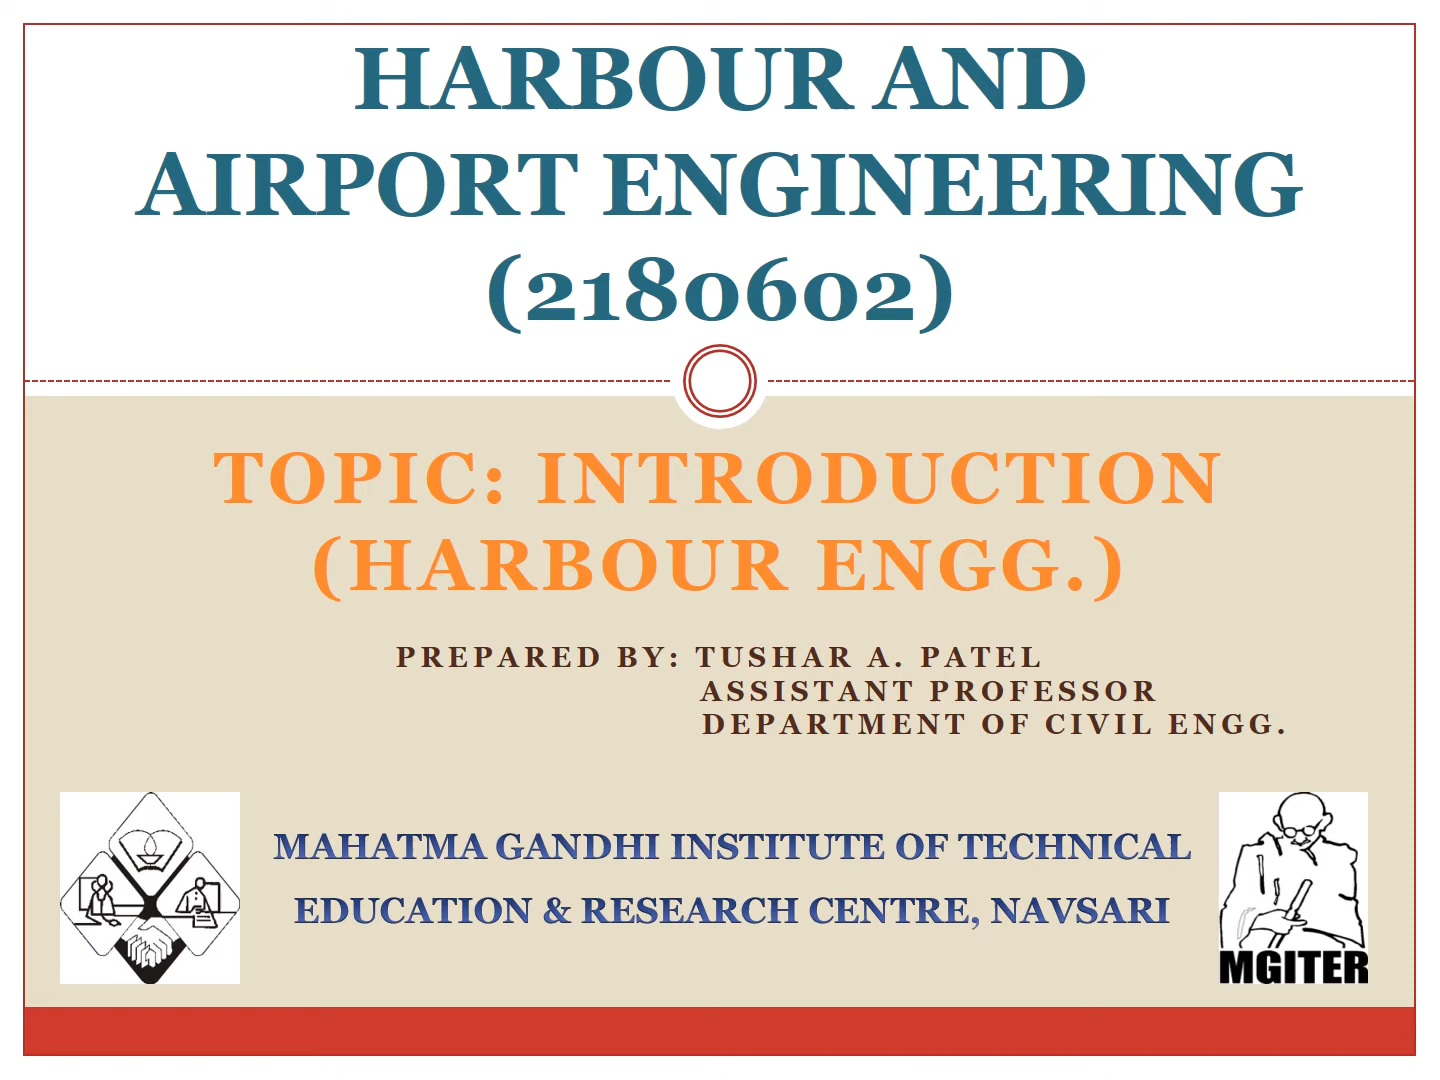 HARBOUR AND
AIRPORT ENGINEERING
(2180602)
TOPIC: INTRODUCTION
(HARBOUR ENGG.)
PREPARED BY: TUSHAR A. PATEL
ASSISTANT PROFESSOR
DEPARTMENT OF CIVIL ENGG.
MAHATMA GANDHI INSTITUTE OF TECHNICAL
EDUCATION & RESEARCH CENTRE, NAVSARI
MGITER